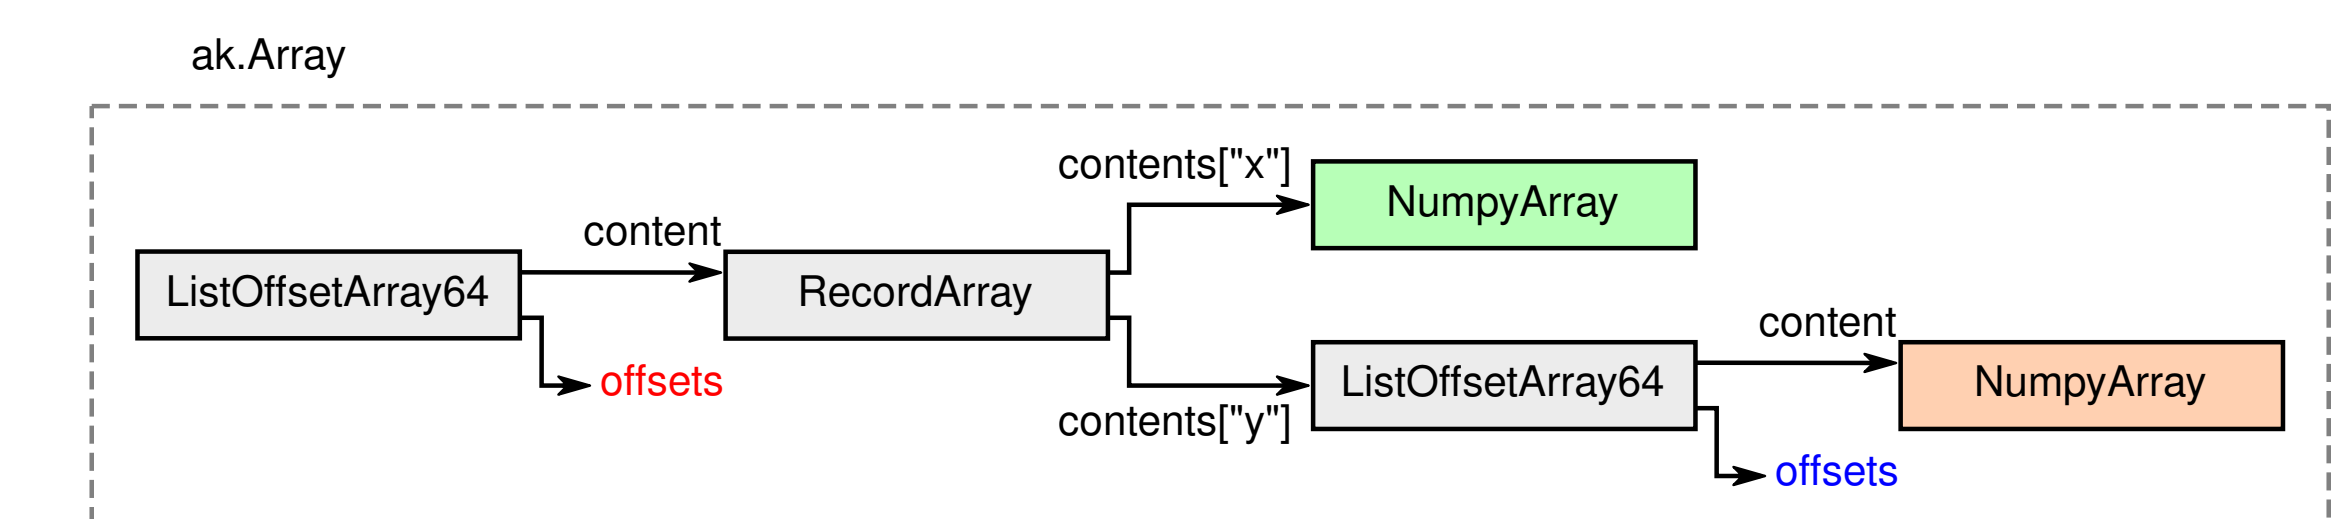 ak.Array
contents["x"]
NumpyArray
content
ListOffsetArray64
RecordArray
content
offsets
ListOffsetArray64
NumpyArray
contents["y"]
offsets